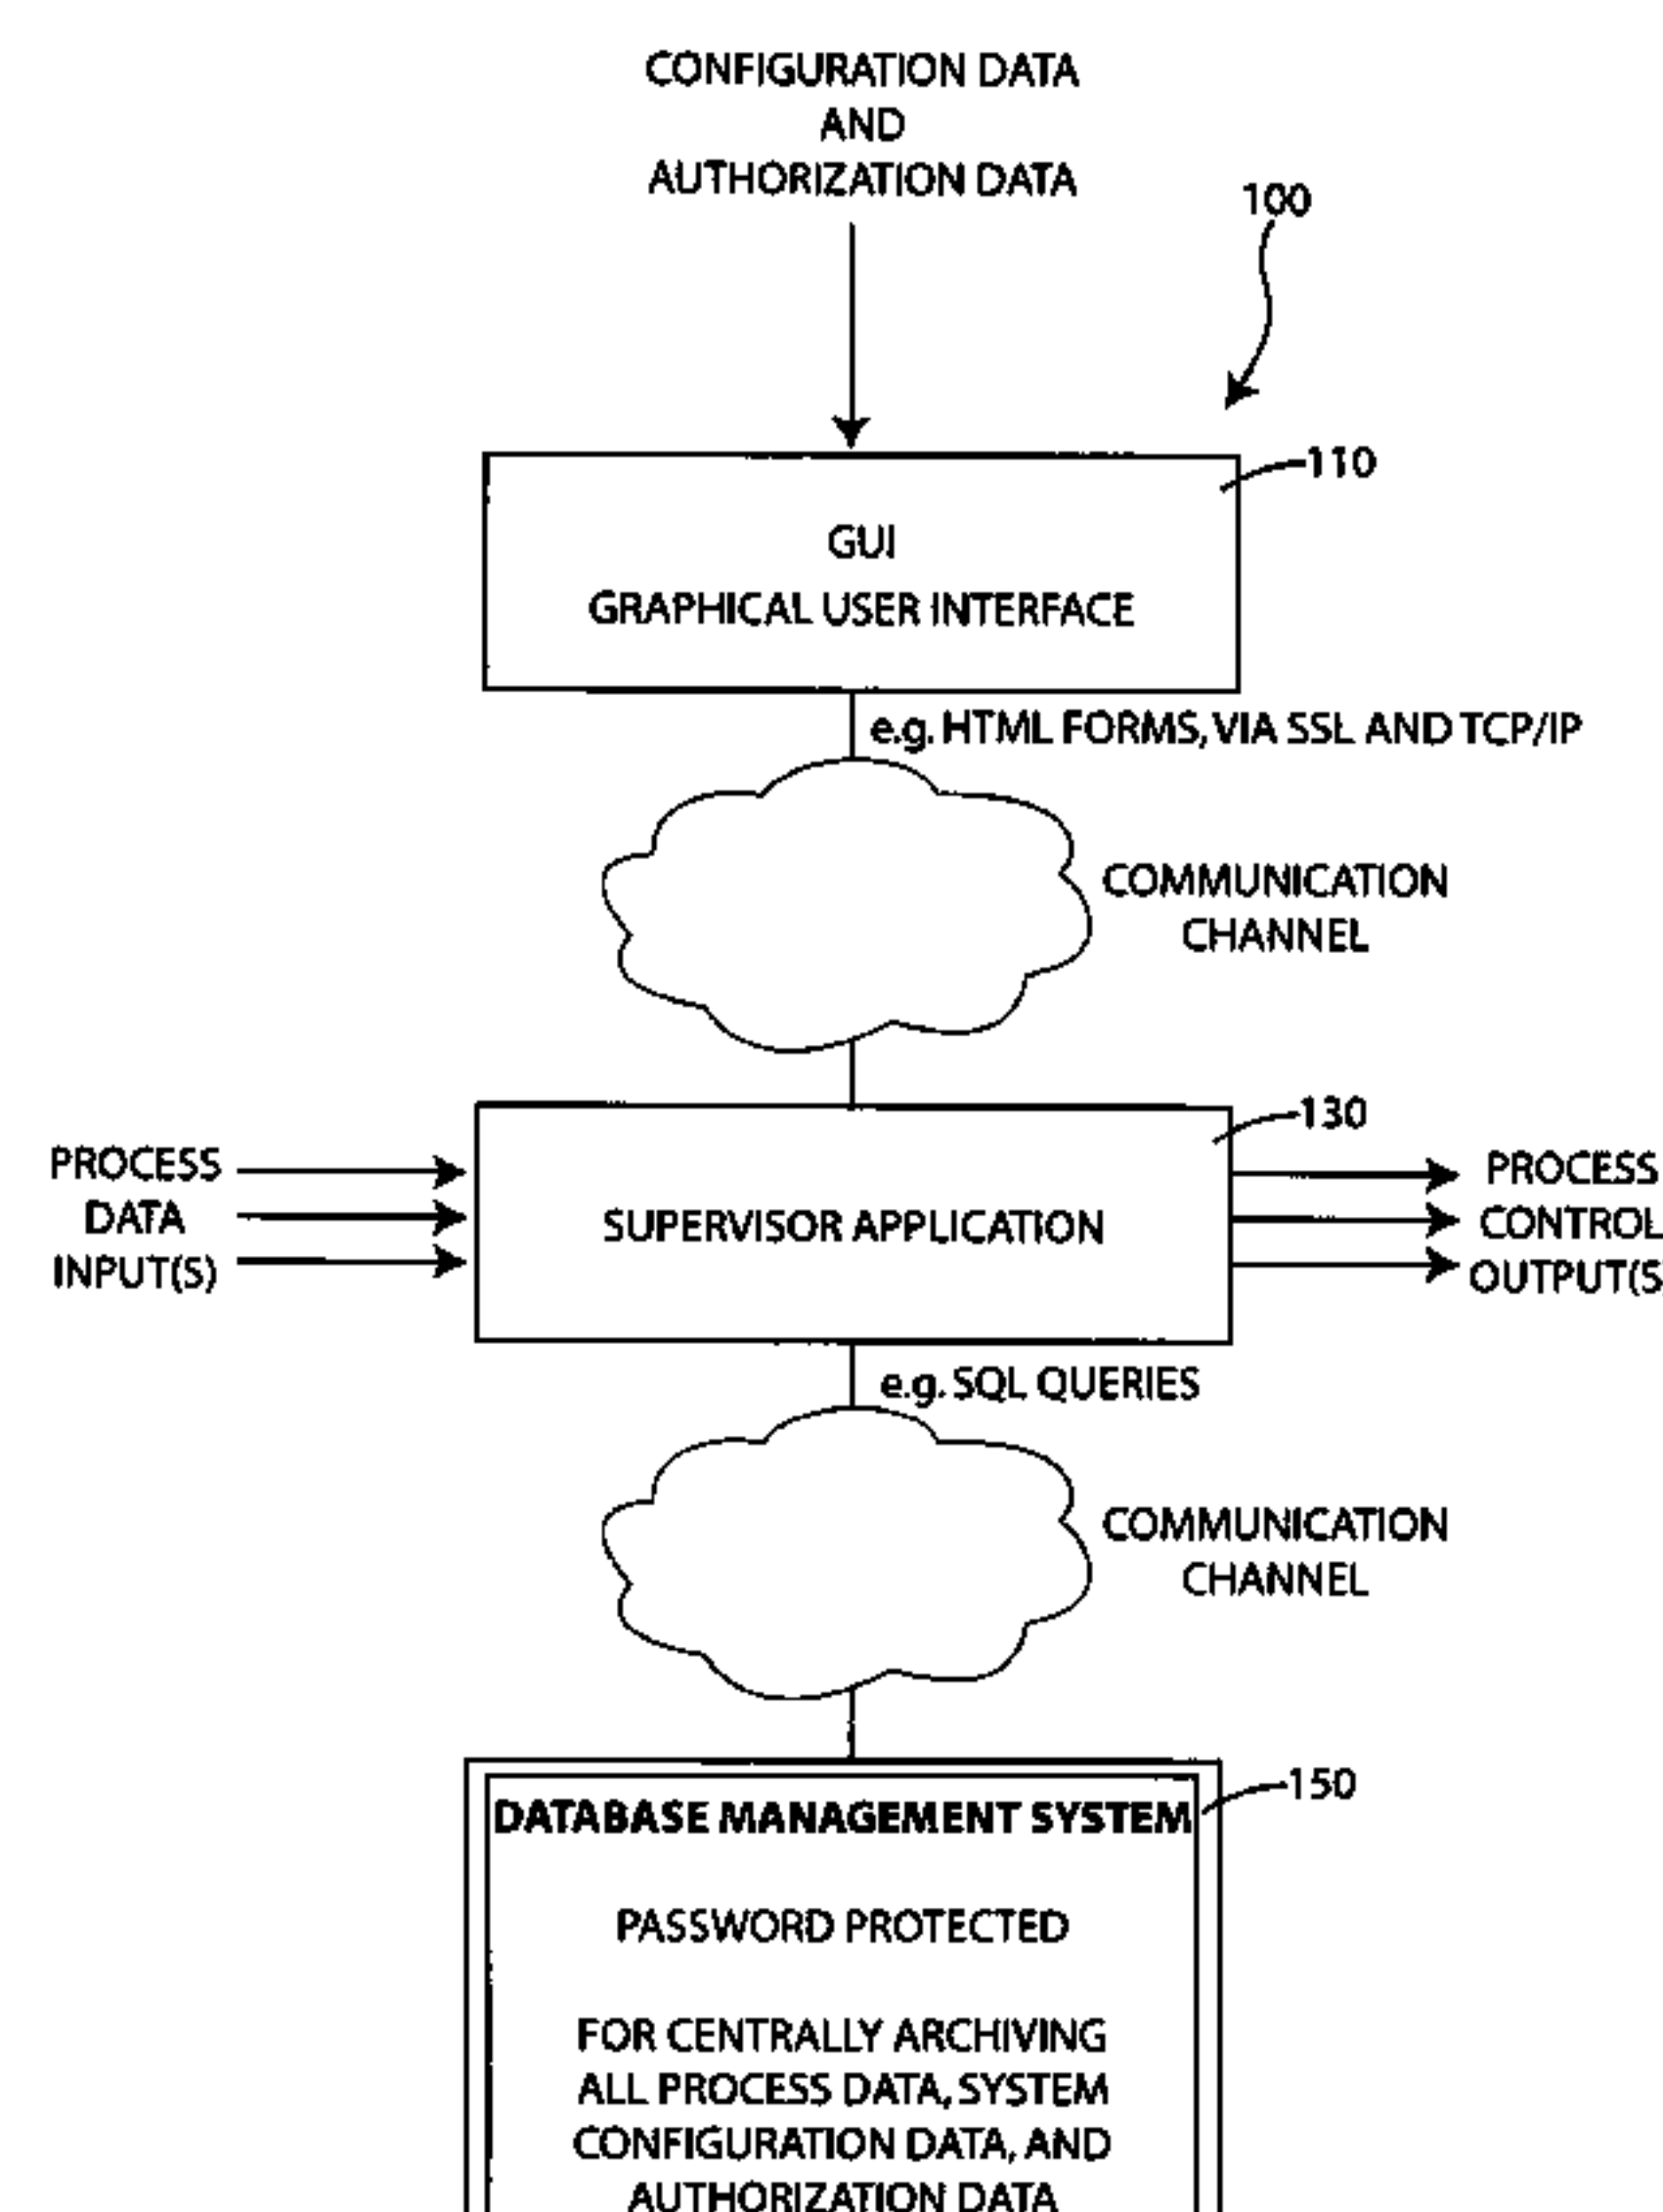 CONFIGURATION DATA
AND
AUTHORIZATION DATA
100
110
GUI
GRAPHICAL USER INTERFACE
e.g. HTML FORMS, VIA SSL AND TCP/IP
COMMUNICATION
CHANNEL
130
PROCESS
DATA
INPUT(S)
SUPERVISOR APPLICATION
PROCESS
CONTROL
OUTPUT(S
e.g. SQL QUERIES
COMMUNICATION
CHANNEL
150
DATABASE MANAGEMENT SYSTEM
PASSWORD PROTECTED
FOR CENTRALLY ARCHIVING
ALL PROCESS DATA, SYSTEM
CONFIGURATION DATA, AND
AUTHORIZATION DATA